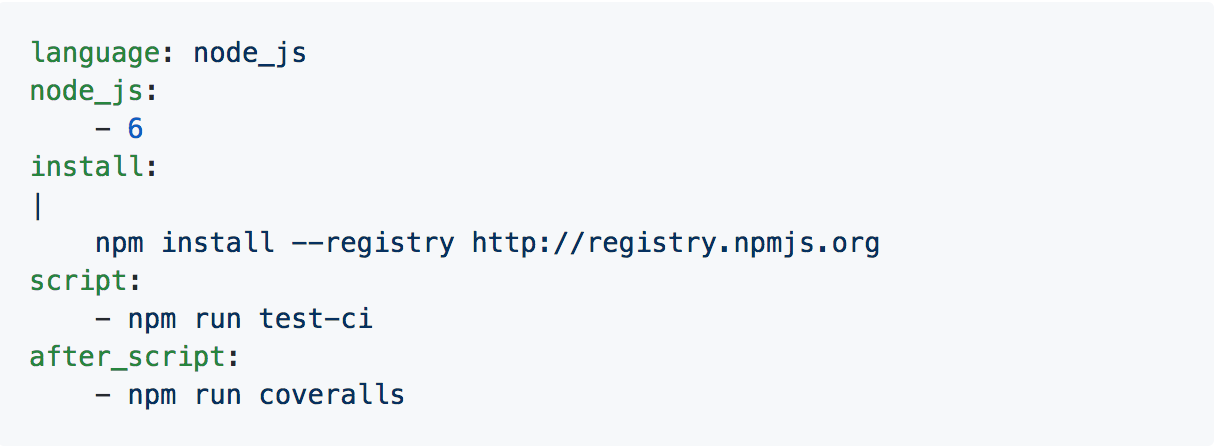 language: node_js
node_js:
    - 6
install:
|
    npm install --registry http://registry.npmjs.org
script:
    - npm run test-ci
after_script:
    - npm run coveralls